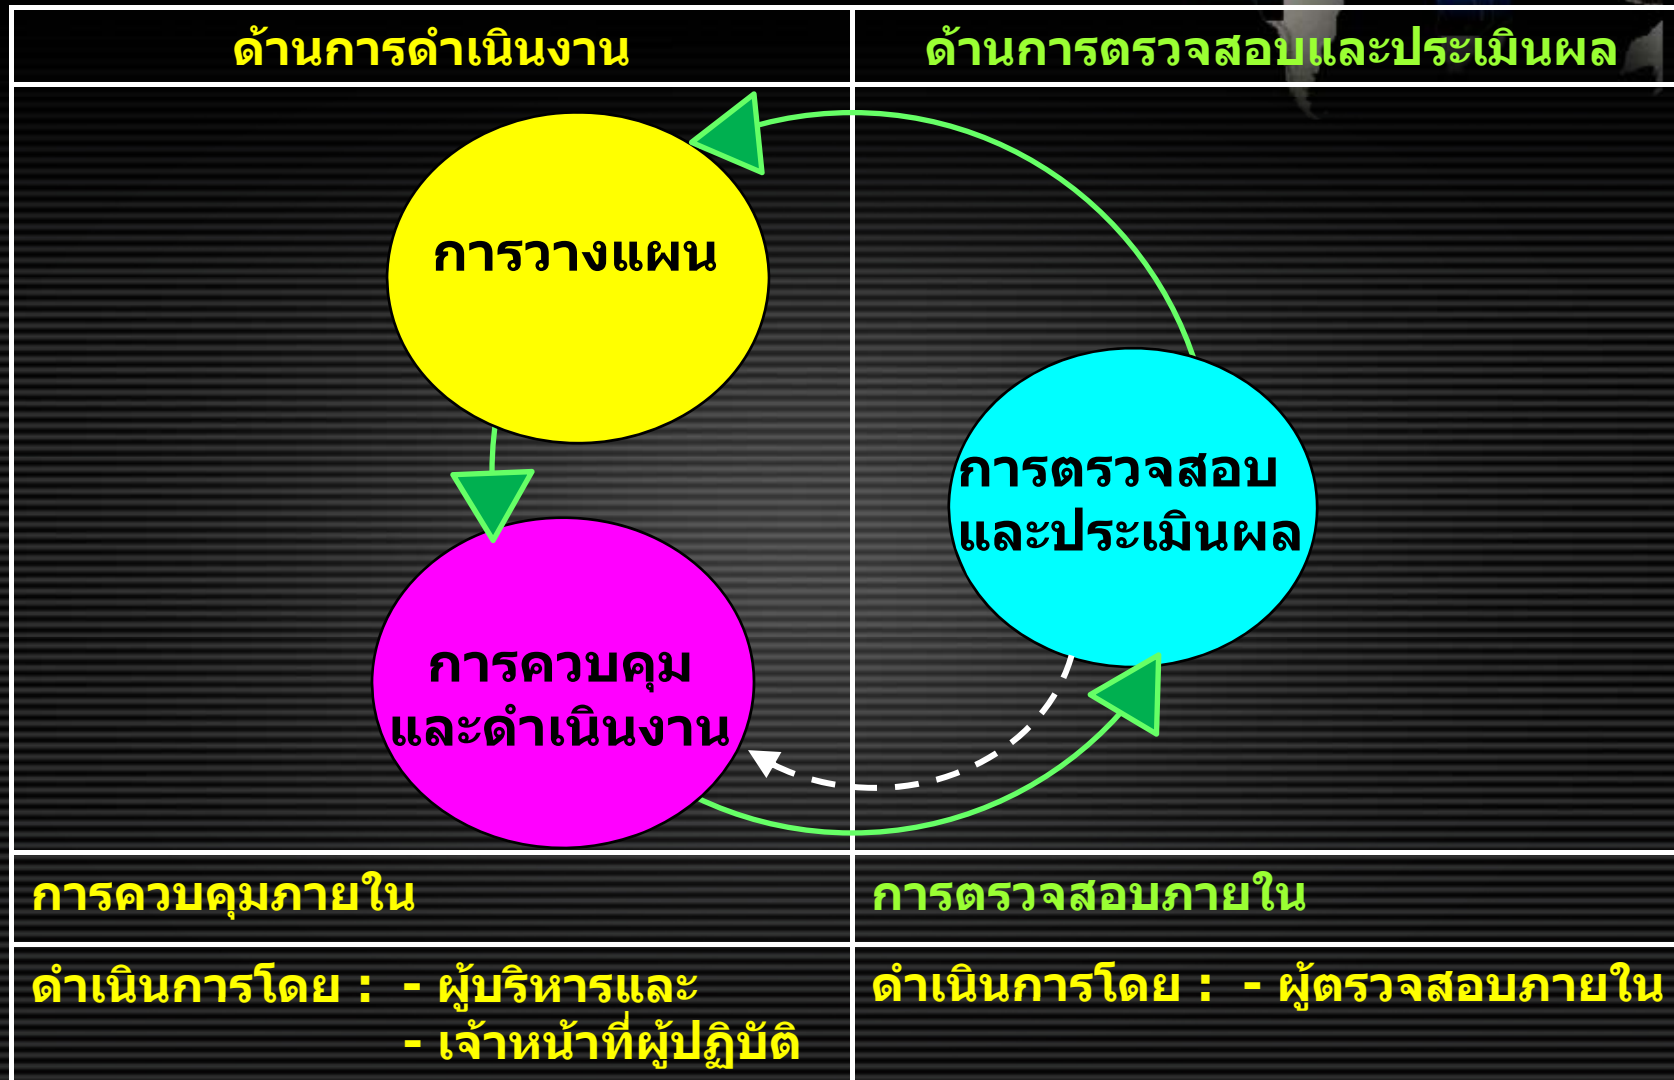 ด้านการดำเนินงาน
ด้านการตรวจสอบและประเมินผล
การวางแผน
การตรวจสอบ
และประเมินผล
การควบคุม
และดำเนินงาน
การควบคุมภายใน
การตรวจสอบภายใน
ดำเนินการโดย : - ผู้บริหารและ
- เจ้าหน้าที่ผู้ปฏิบัติ
ดำเนินการโดย : - ผู้ตรวจสอบภายใน